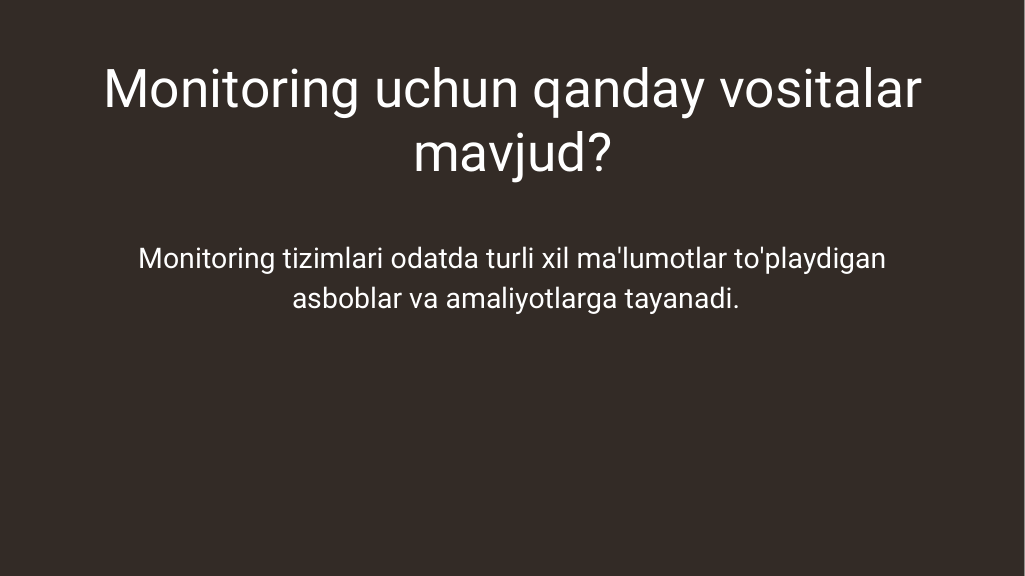 Monitoring uchun qanday vositalar
mavjud?
Monitoring tizimlari odatda turli xil ma'lumotlar to'playdigan
asboblar va amaliyotlarga tayanadi.